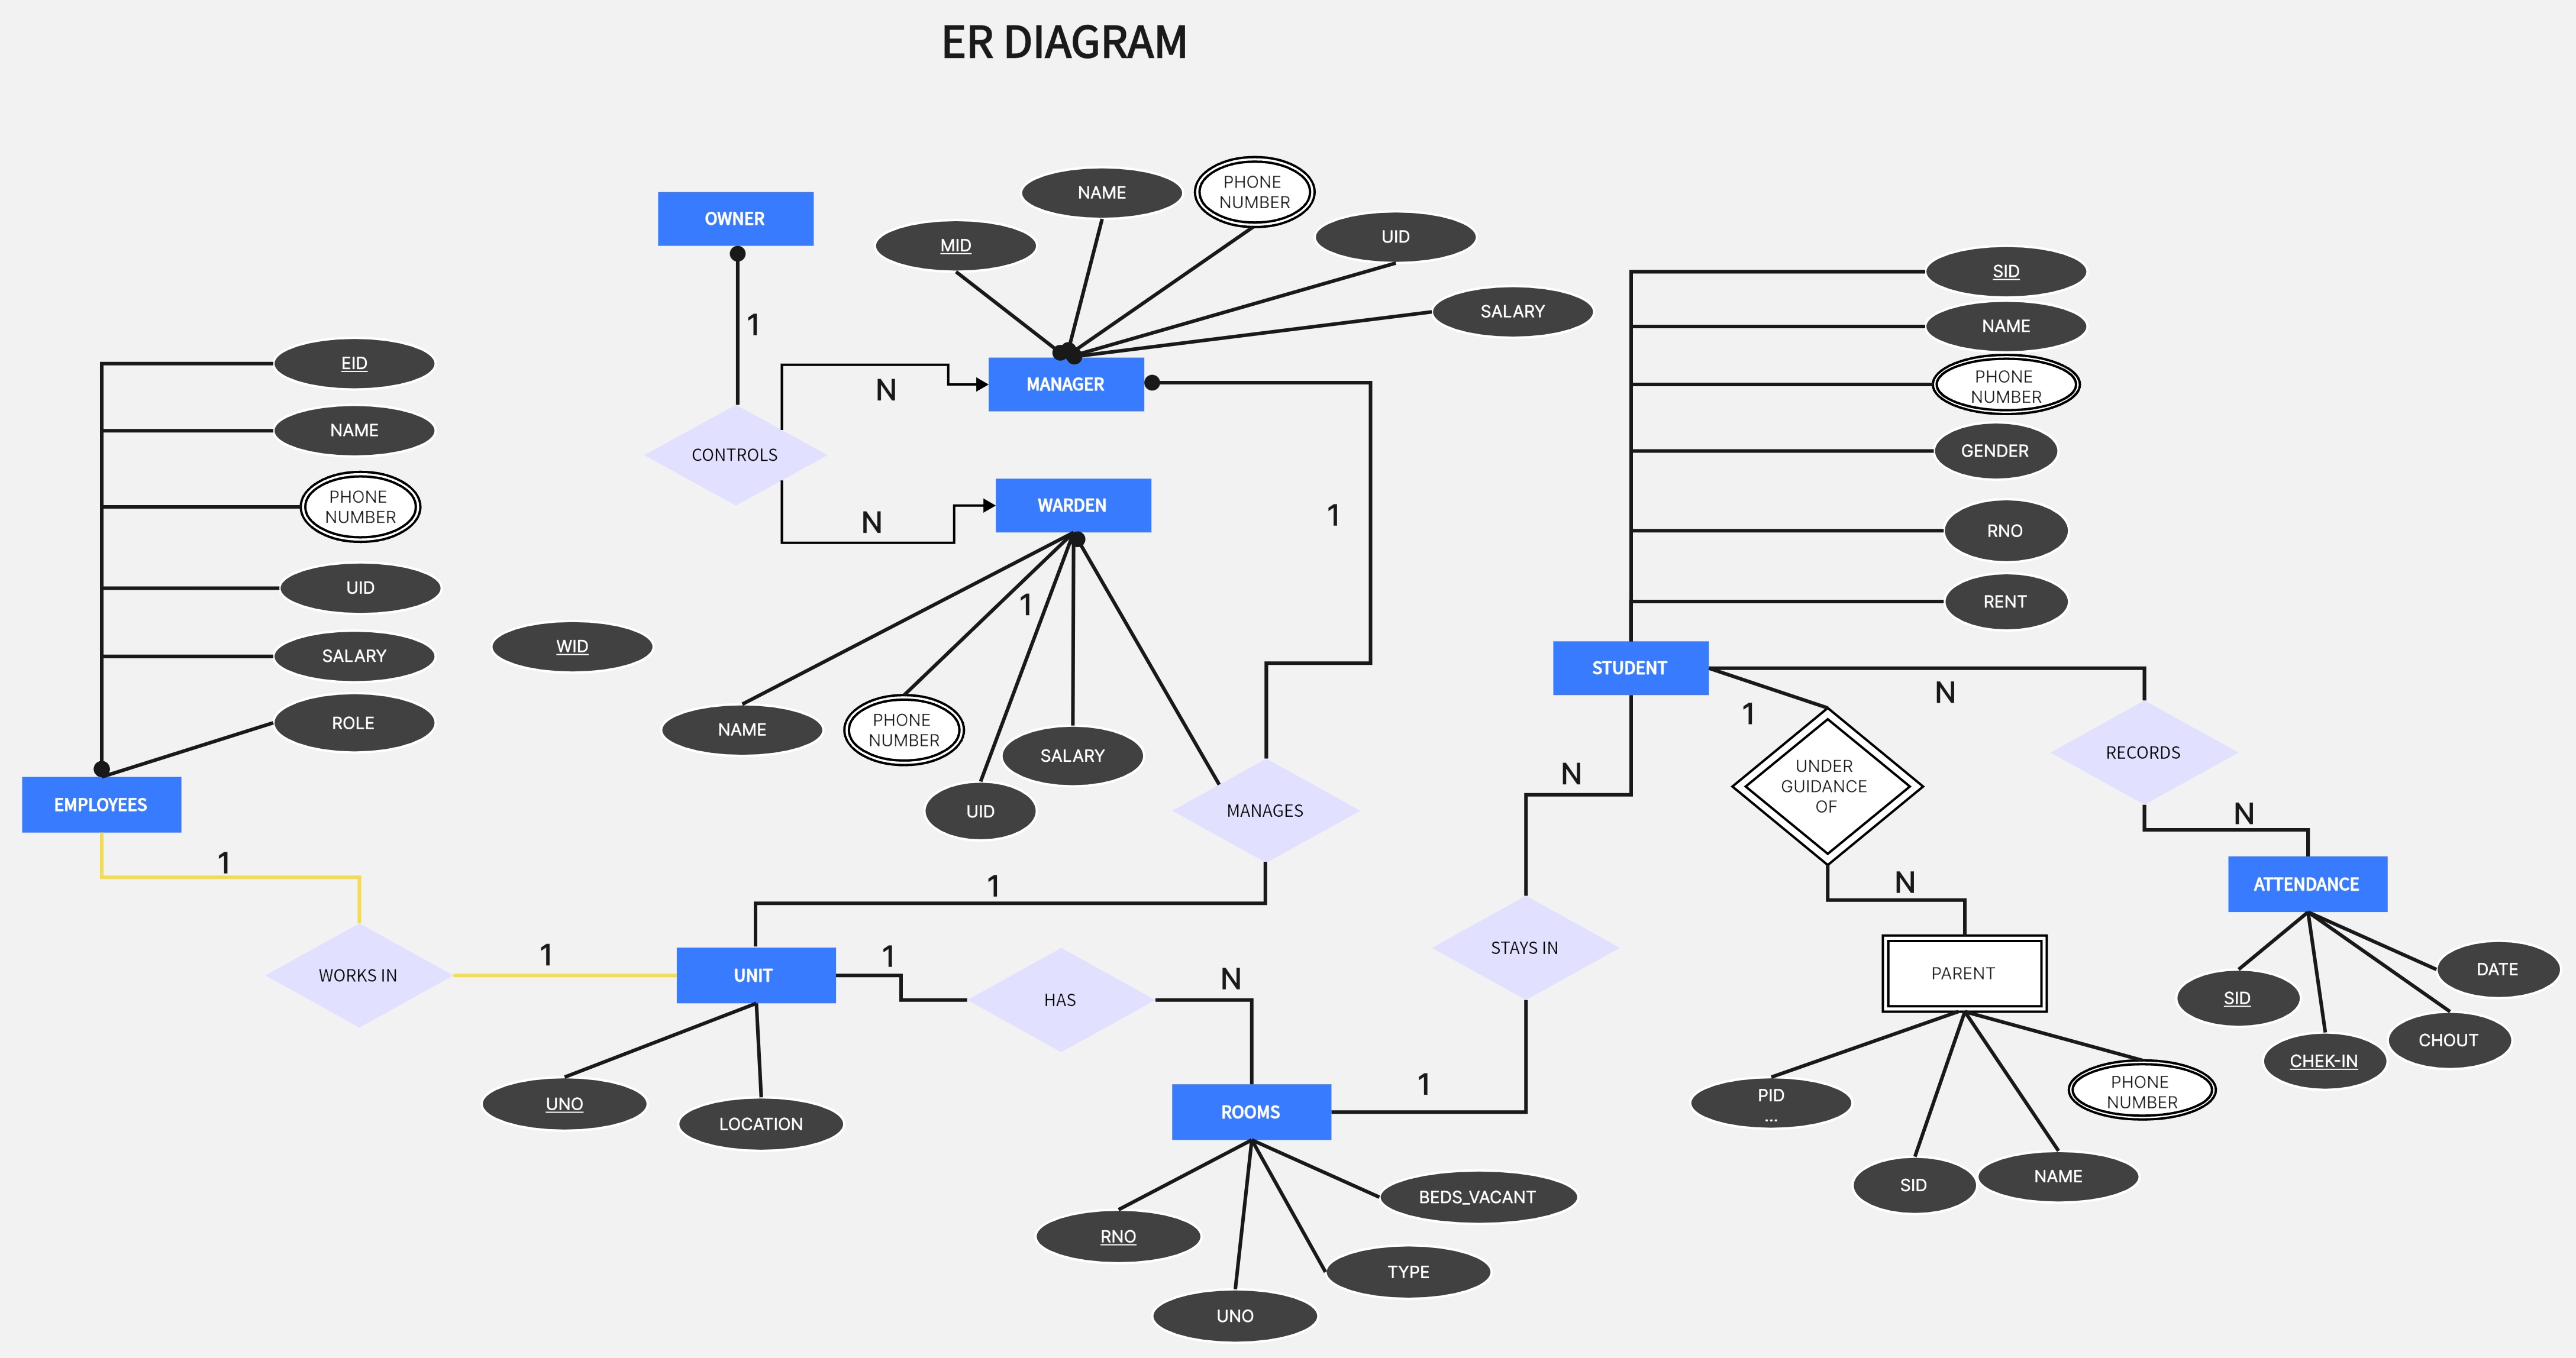 ER DIAGRAM
OWNER
1
CONTROLS
N
N
MID
NAME
PHONE
NUMBER
UID
SALARY
MANAGER
1
WARDEN
1
WID
NAME
PHONE
NUMBER
UID
SALARY
MANAGES
1
EID
NAME
PHONE
NUMBER
UID
SALARY
ROLE
EMPLOYEES
1
WORKS IN
1
UNIT
UNO
LOCATION
1
HAS
N
ROOMS
RNO
UNO
TYPE
BEDS_VACANT
1
STAYS IN
N
SID
NAME
PHONE
NUMBER
GENDER
RNO
RENT
STUDENT
1
UNDER
GUIDANCE
OF
N
PARENT
PID
...
SID
NAME
PHONE
NUMBER
N
RECORDS
N
ATTENDANCE
SID
CHEK-IN
CHOUT
DATE